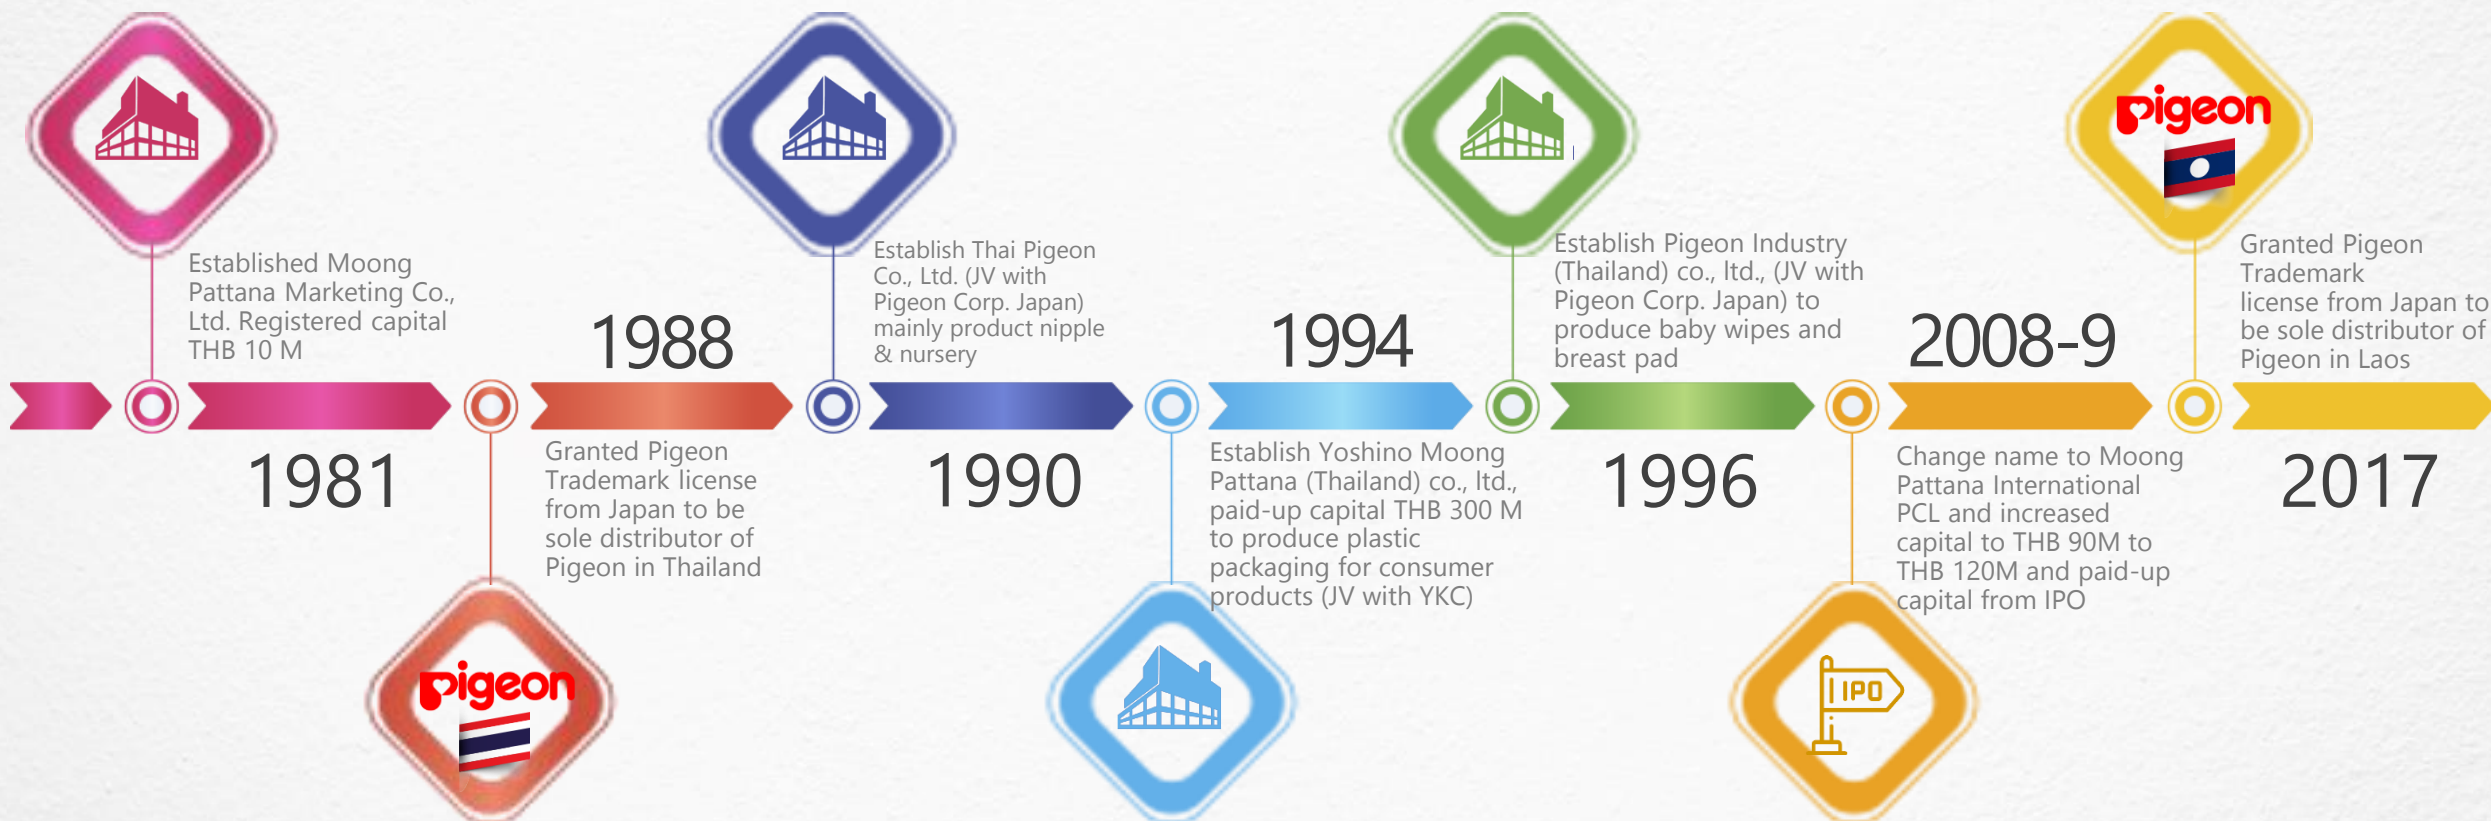 Established Moong
Pattana Marketing Co.,
Ltd. Registered capital
THB 10 M
1981
1988
Granted Pigeon
Trademark license
from Japan to be
sole distributor of
Pigeon in Thailand
pigeon
Establish Thai Pigeon
Co., Ltd. (JV with
Pigeon Corp. Japan)
mainly product nipple
& nursery
1990
1994
Establish Yoshino Moong
Pattana (Thailand) co., ltd.,
paid-up capital THB 300 M
to produce plastic
packaging for consumer
products (JV with YKC)
Establish Pigeon Industry
(Thailand) co., ltd., (JV with
Pigeon Corp. Japan) to
produce baby wipes and
breast pad
1996
2008-9
Change name to Moong
Pattana International
PCL and increased
capital to THB 90M to
THB 120M and paid-up
capital from IPO
IPO
pigeon
Granted Pigeon
Trademark
license from Japan to
be sole distributor of
Pigeon in Laos
2017